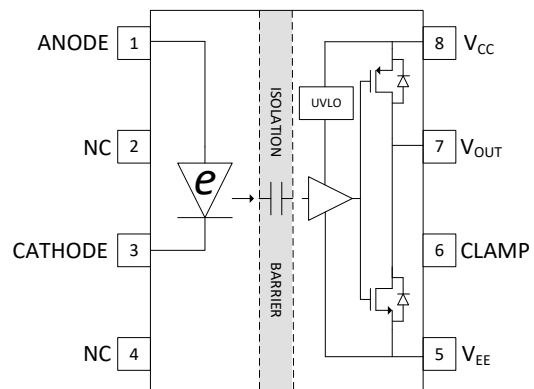 ANODE 1
NC 2
CATHODE 3
NC 4
e
ISOLATION
BARRIER
UVLO
8 VCC
7 VOUT
6 CLAMP
5 VEE